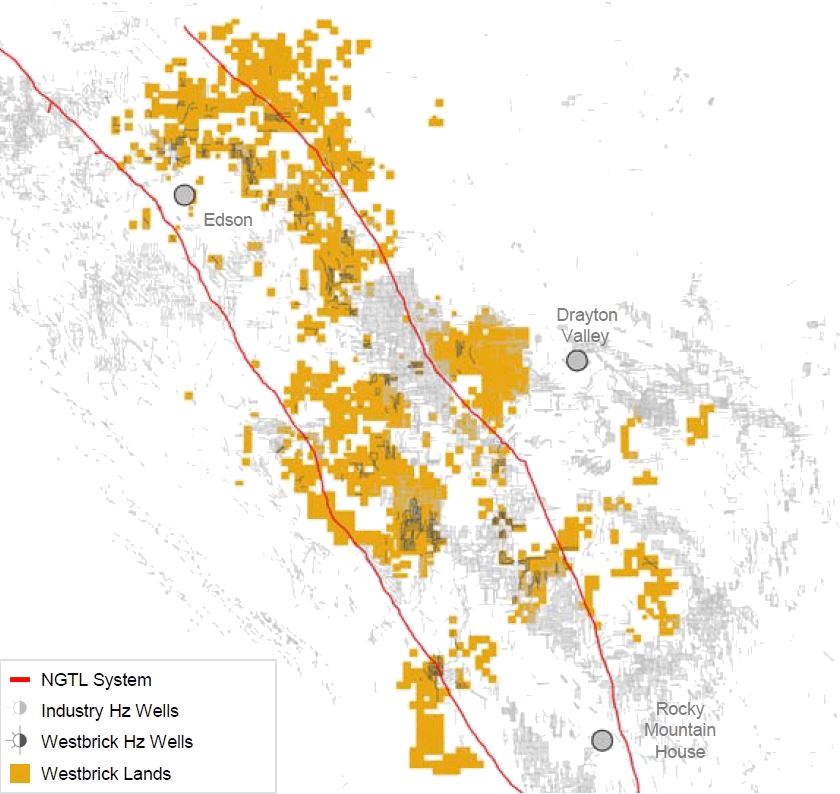 Edson
Drayton
Valley
Rocky
Mountain
House
NGTL System
Industry Hz Wells
Westbrick Hz Wells
Westbrick Lands